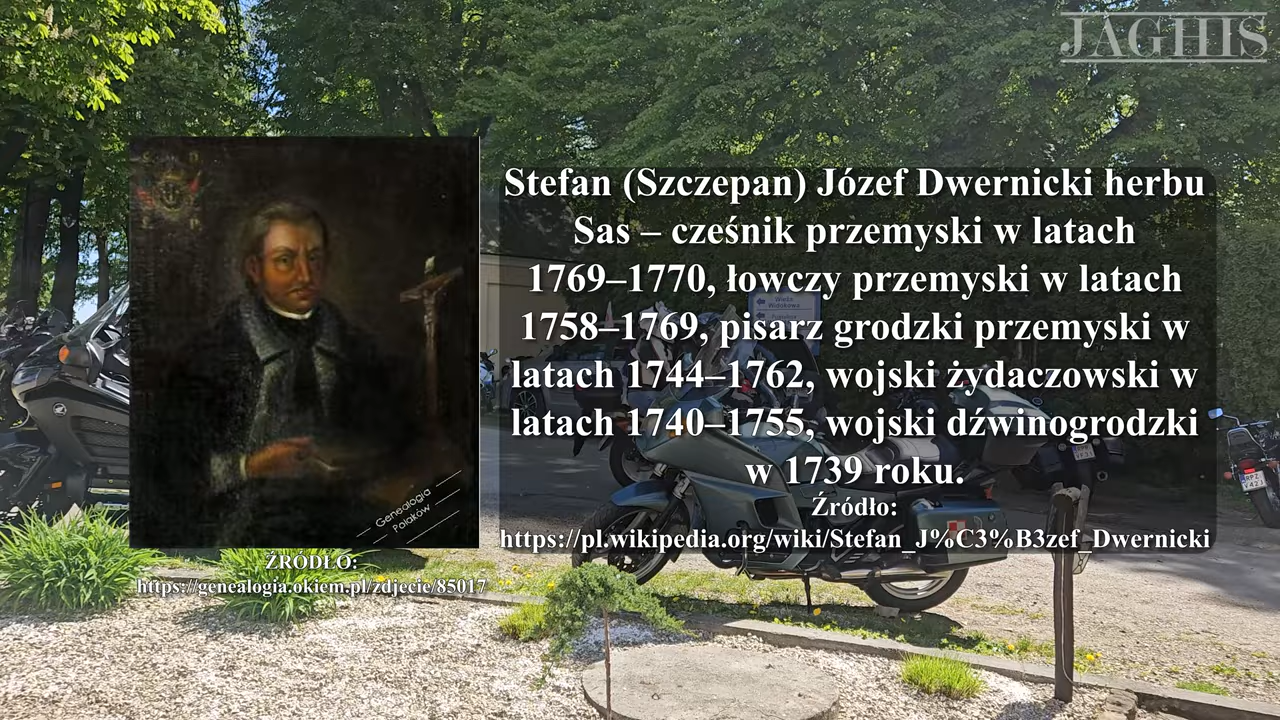 JAGHIS
Stefan (Szczepan) Józef Dwernicki herbu
Sas – cześnik przemyski w latach
1769–1770, łowczy przemyski w latach
1758–1769, pisarz grodzki przemyski w
latach 1744–1762, wojski żydaczowski w
latach 1740–1755, wojski dźwinogrodzki
w 1739 roku.
Źródło:
https://pl.wikipedia.org/wiki/Stefan_J%C3%B3zef_Dwernicki
Genealogia
Polaków
ŹRÓDŁO:
https://genealogia.okiem.pl/zdjecie/85017
Wieża
Widokowa